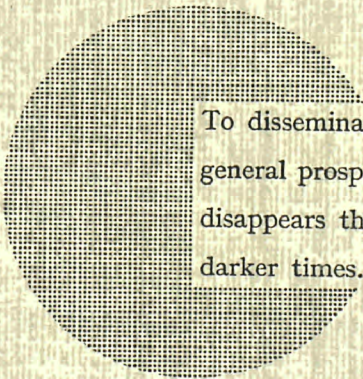 To dissemina
general prosp
disappears th
darker times.